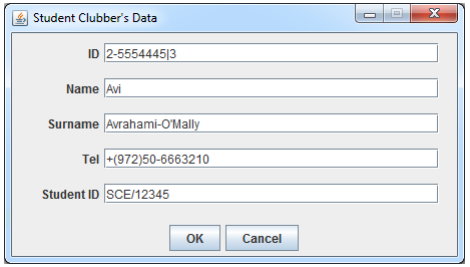 Student Clubber's Data
ID 2-5554445|3
Name Avi
Surname Avrahami-O'Mally
Tel +(972)50-6663210
Student ID SCE/12345
OK Cancel